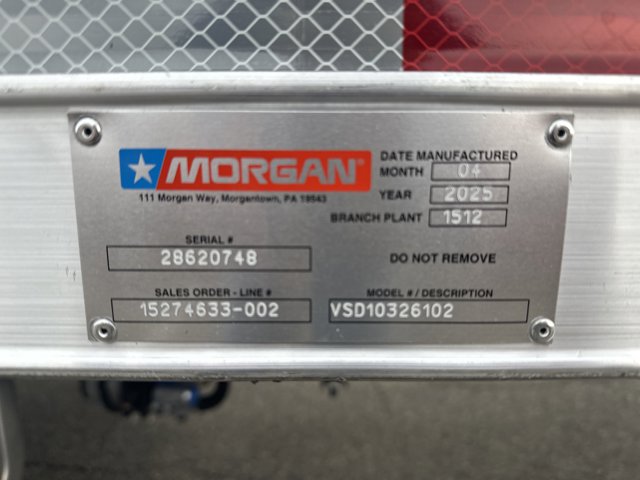 MORGAN®
111 Morgan Way, Morgantown, PA 19543
DATE MANUFACTURED
MONTH 04
YEAR 2025
BRANCH PLANT 1512
SERIAL #
28620748
DO NOT REMOVE
SALES ORDER - LINE #
15274633-002
MODEL # / DESCRIPTION
VSD10326102